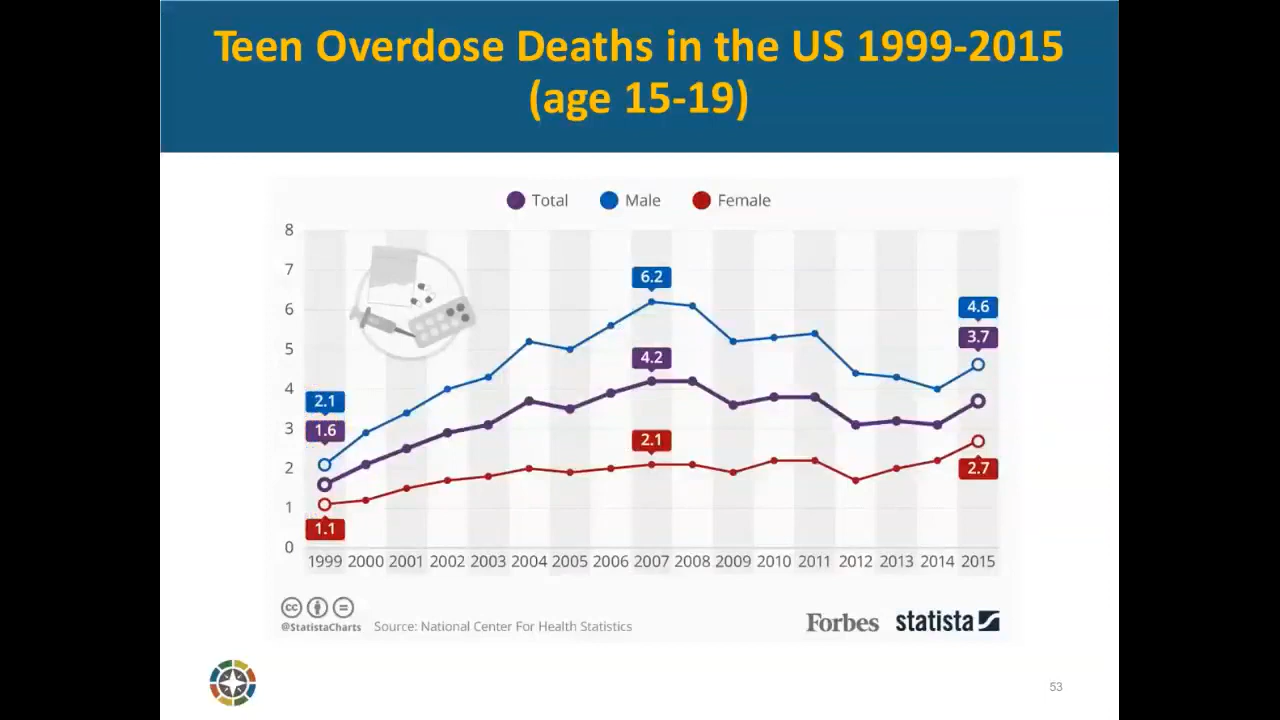 Teen Overdose Deaths in the US 1999-2015
(age 15-19)
Total Male Female
8
7
6
5
4
3
2
1
0
6.2
4.6
3.7
4.2
2.1
1.6
2.1
2.7
1.1
1999 2000 2001 2002 2003 2004 2005 2006 2007 2008 2009 2010 2011 2012 2013 2014 2015
cc
@StatistaCharts Source: National Center For Health Statistics
Forbes statista
53